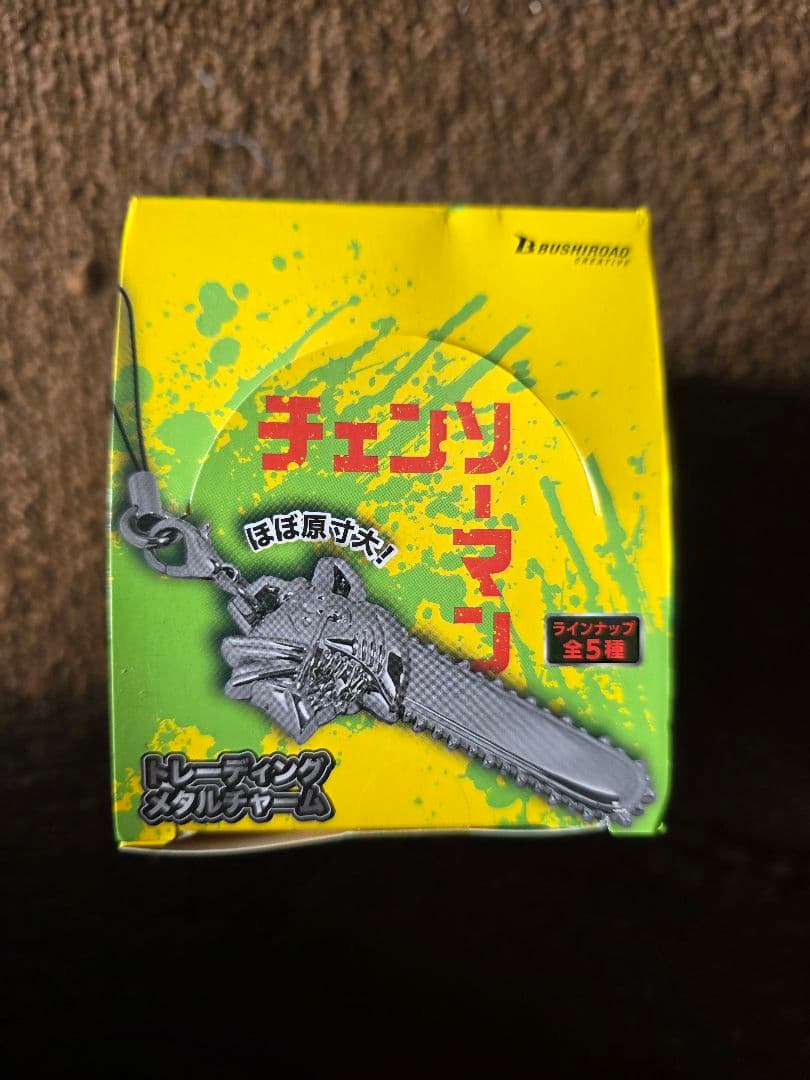 BUSHIROAD
CREATIVE
チェンソーマン
ほぼ原寸大!
ラインナップ
全5種
トレーディング
メタルチャーム